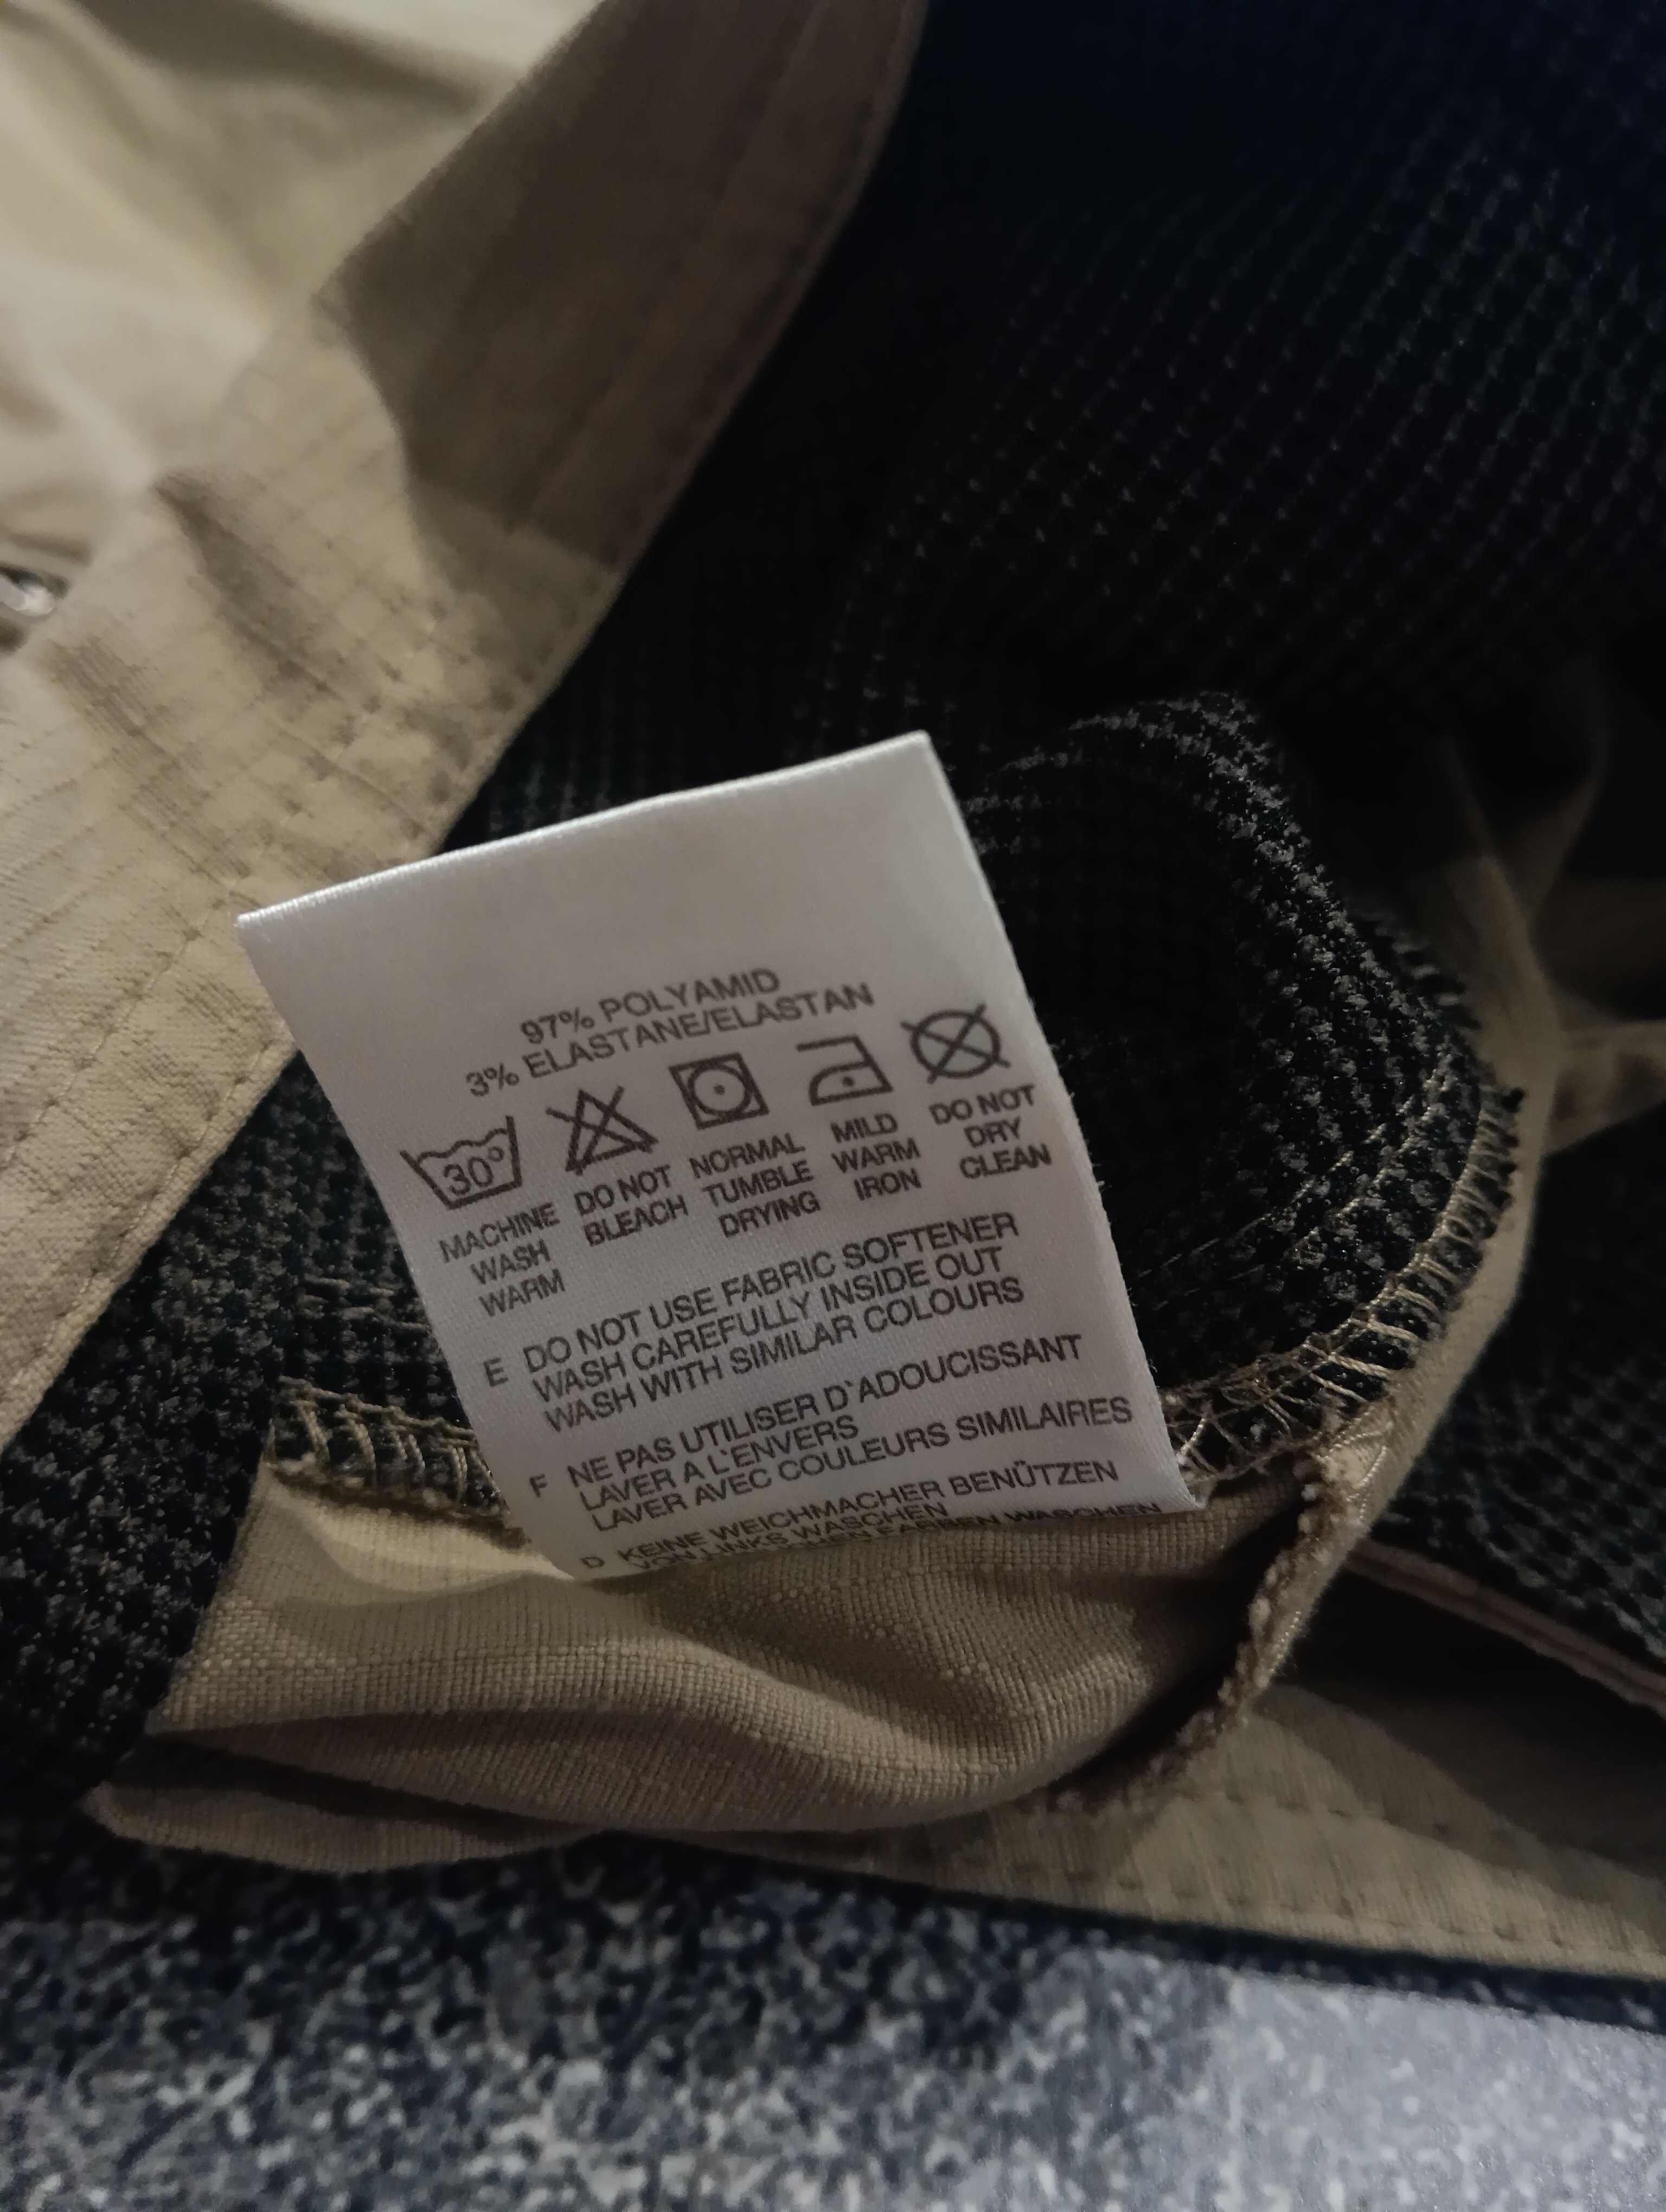 97% POLYAMID
3% ELASTANE/ELASTAN
30°
MACHINE WASH WARM
DO NOT BLEACH
NORMAL TUMBLE DRYING
MILD WARM IRON
DO NOT DRY CLEAN
E DO NOT USE FABRIC SOFTENER
WASH CAREFULLY INSIDE OUT
WASH WITH SIMILAR COLOURS
F NE PAS UTILISER D`ADOUCISSANT
LAVER A L`ENVERS
LAVER AVEC COULEURS SIMILAIRES
D KEINE WEICHMACHER BENÜTZEN
VON LINKS WASCHEN
FARBEN WASCHEN